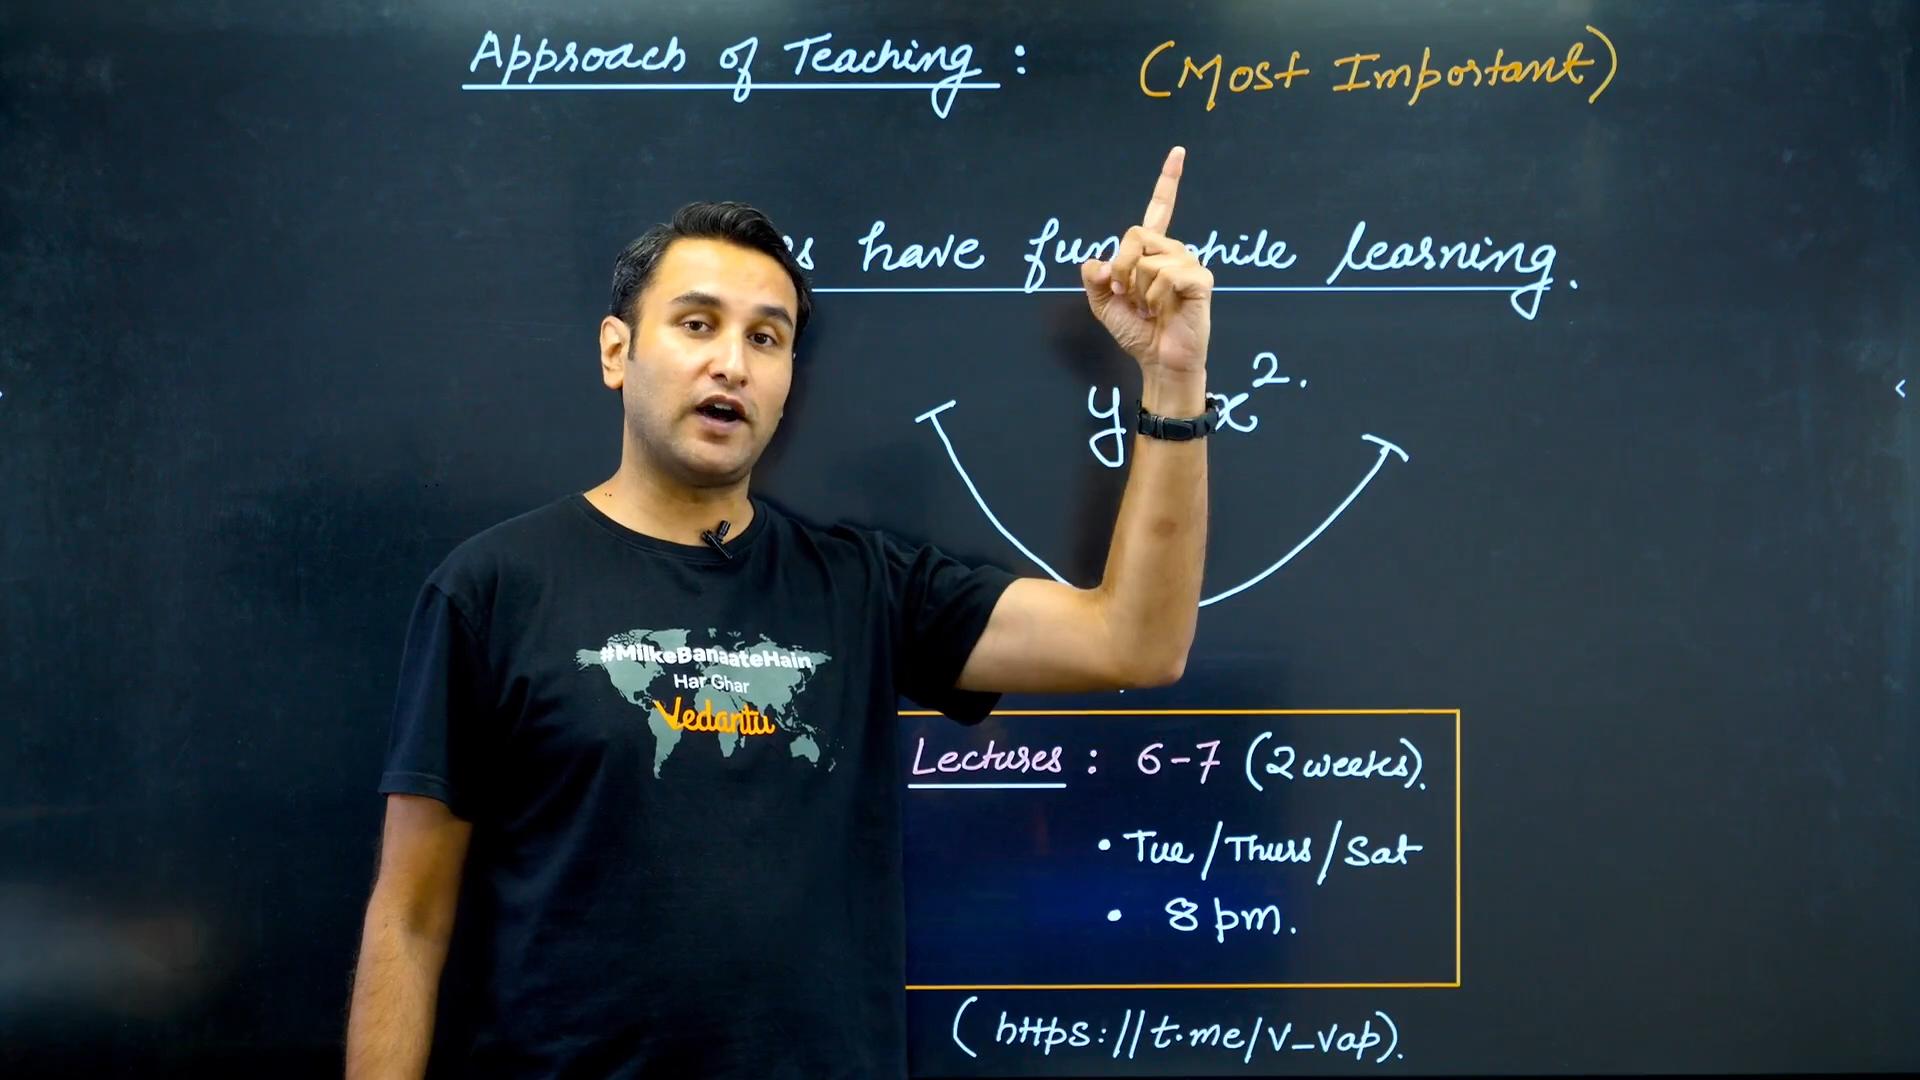 Approach of Teaching : (Most Important)
have fun while learning.
y x².
#MilkeBanaateHain
Har Ghar
Vedantu
Lectures : 6-7 (2 weeks).
• Tue/Thurs/Sat
• 8 pm.
(https://t.me/v_vap).